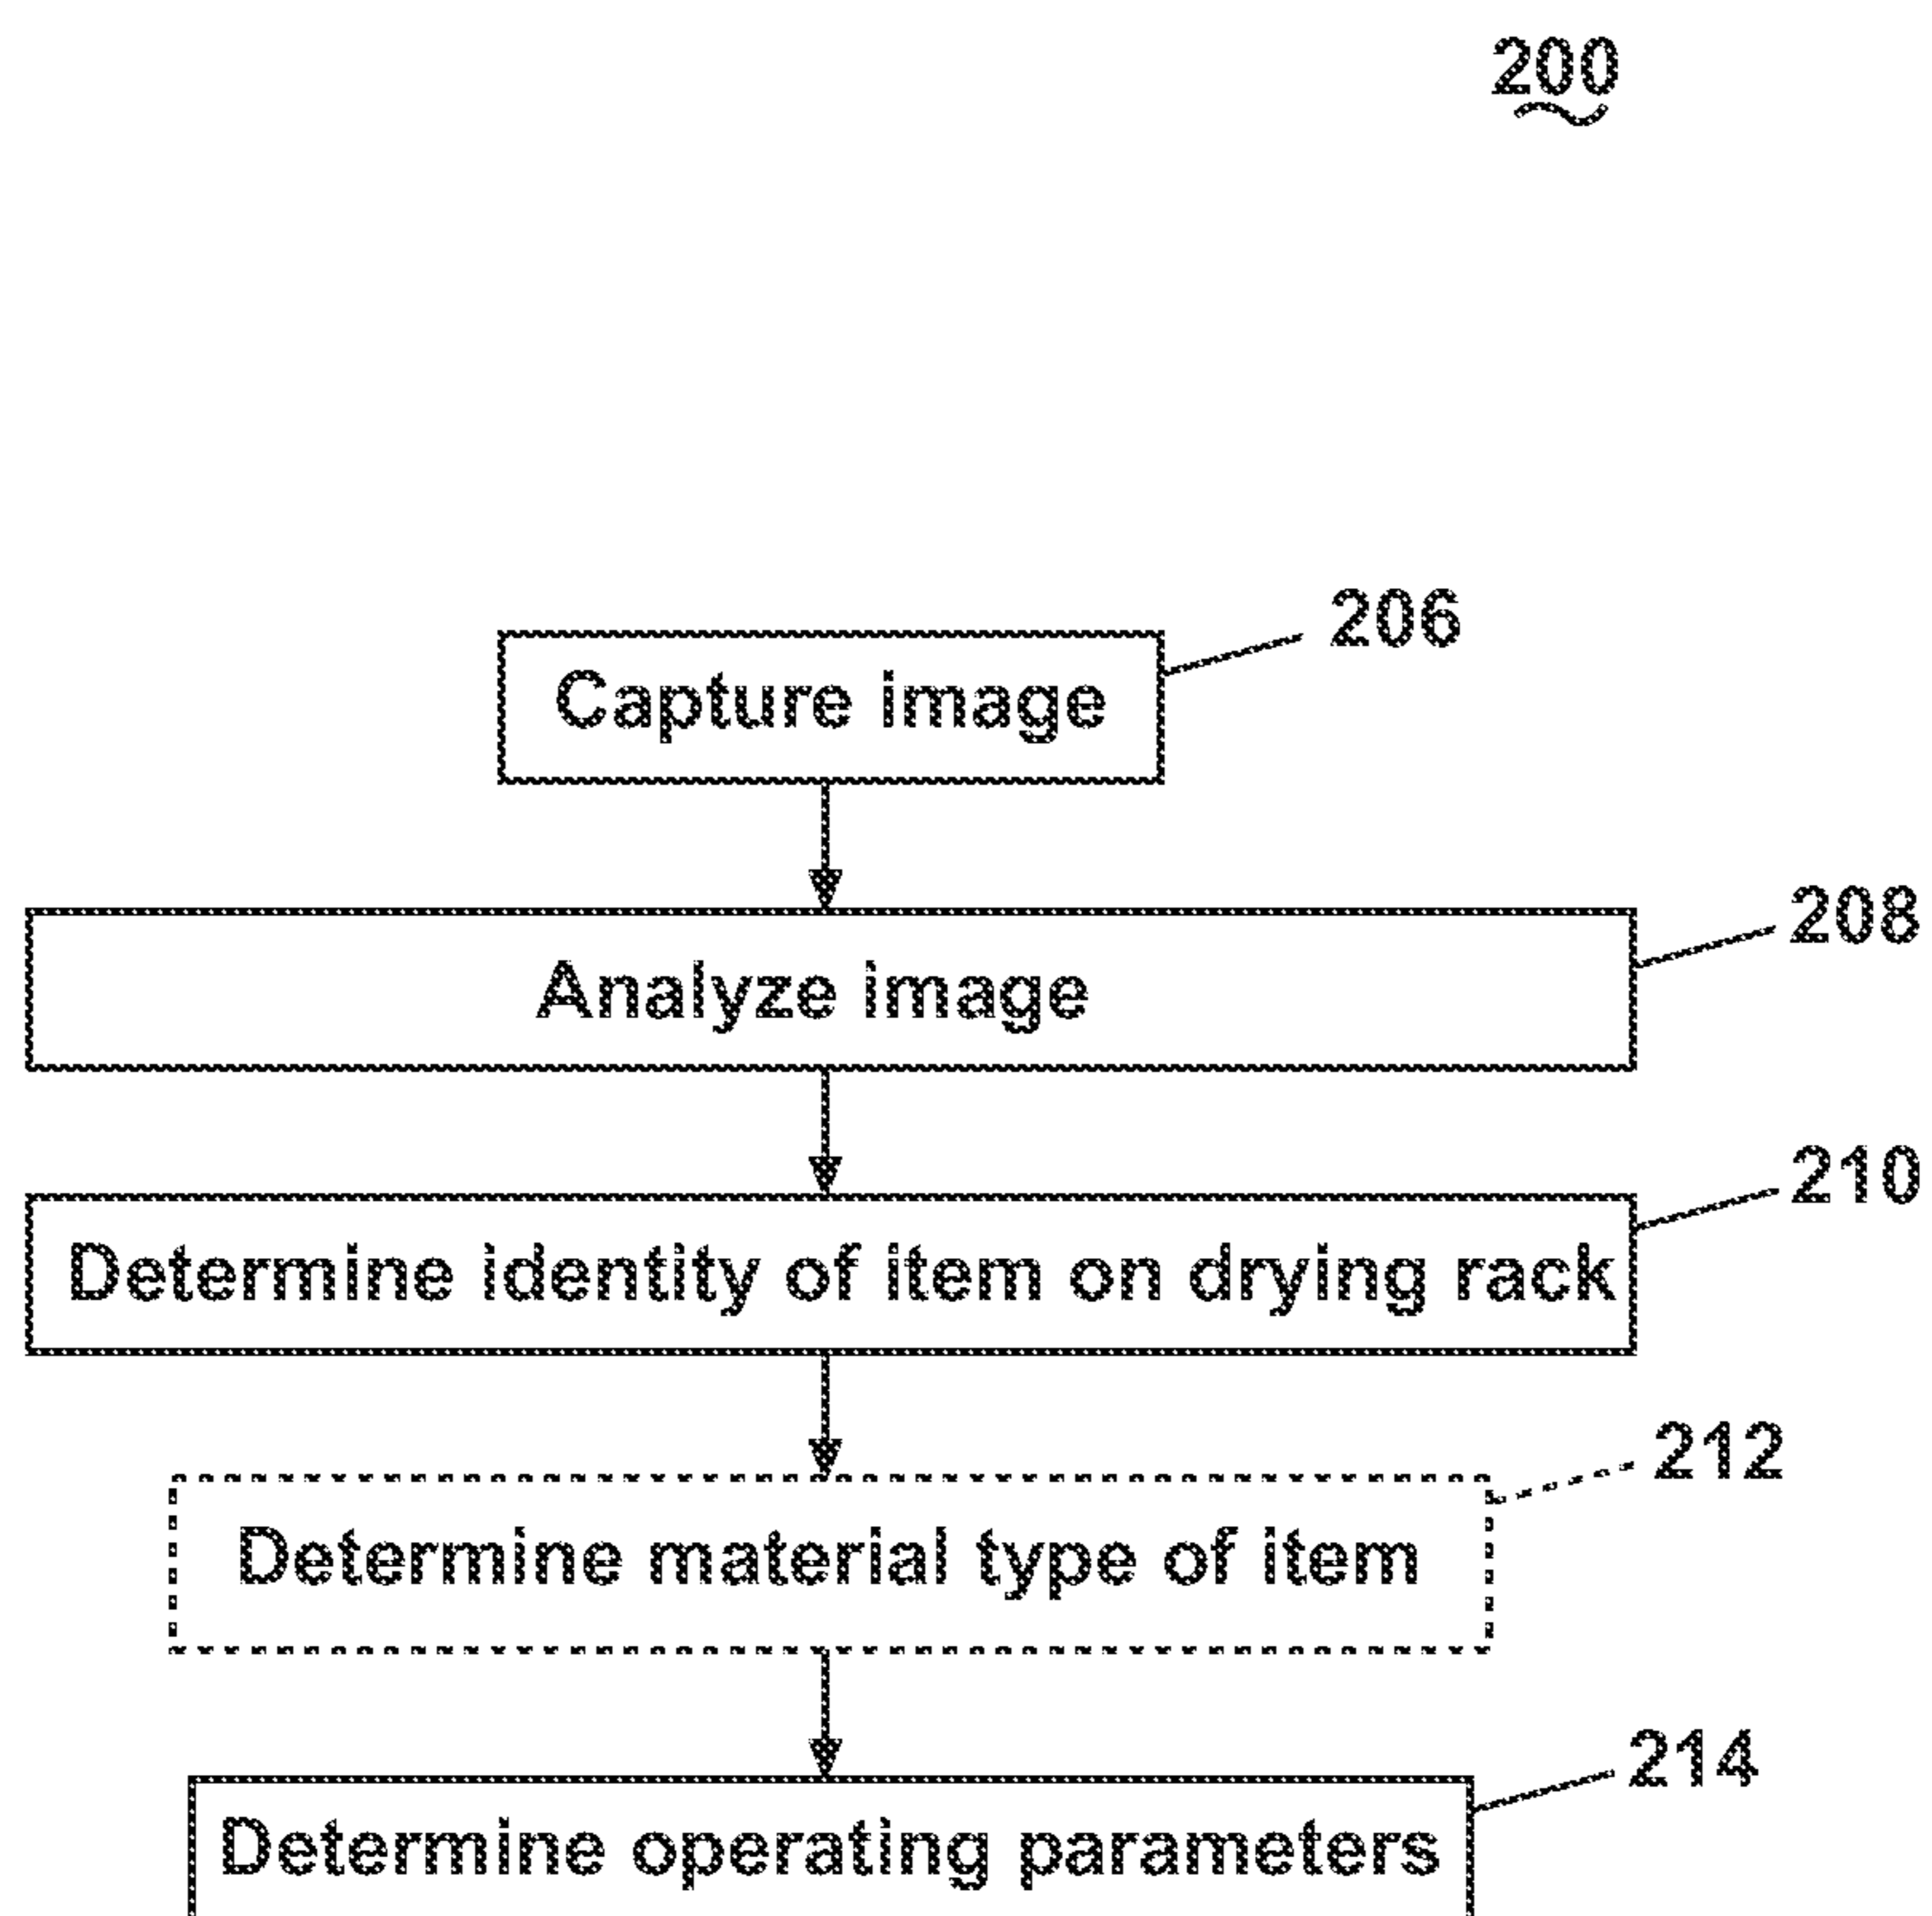 200
206
Capture image
208
Analyze image
210
Determine identity of item on drying rack
212
Determine material type of item
214
Determine operating parameters